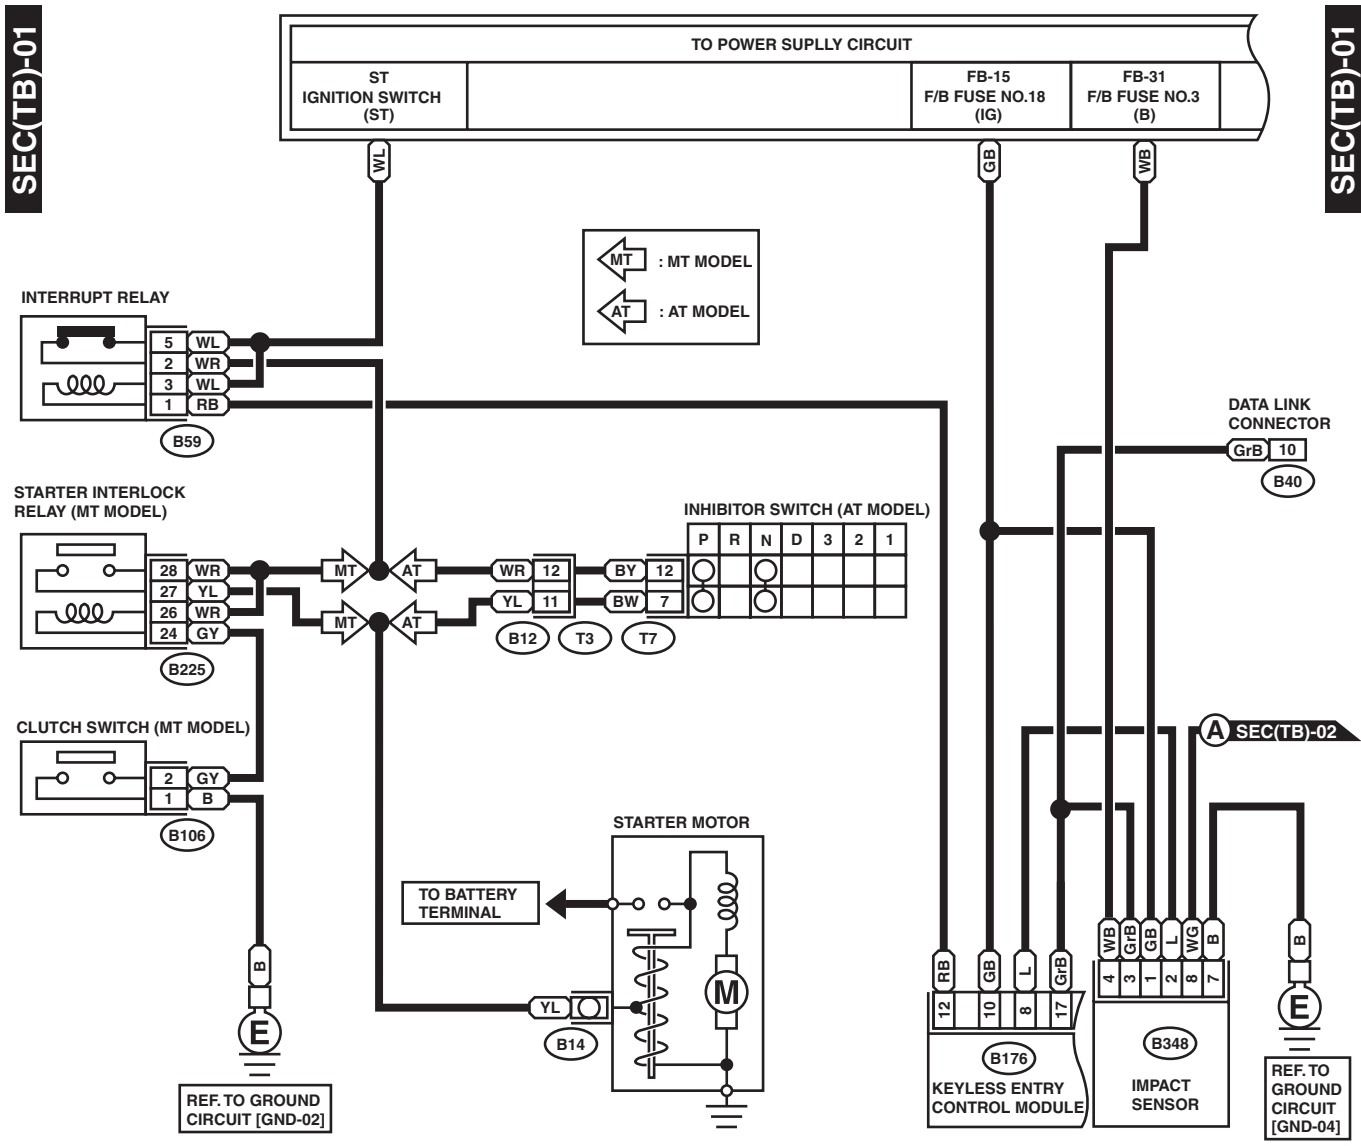 SEC(TB)-01
SEC(TB)-01
TO POWER SUPLLY CIRCUIT
ST
IGNITION SWITCH
(ST)
FB-15
F/B FUSE NO.18
(IG)
FB-31
F/B FUSE NO.3
(B)
WL
GB
WB
MT : MT MODEL
AT : AT MODEL
INTERRUPT RELAY
5 WL
2 WR
3 WL
1 RB
B59
DATA LINK
CONNECTOR
GrB 10
B40
STARTER INTERLOCK
RELAY (MT MODEL)
28 WR
27 YL
26 WR
24 GY
B225
MT AT
MT AT
INHIBITOR SWITCH (AT MODEL)
P R N D 3 2 1
WR 12 BY 12
YL 11 BW 7
B12 T3 T7
CLUTCH SWITCH (MT MODEL)
2 GY
1 B
B106
A SEC(TB)-02
STARTER MOTOR
TO BATTERY
TERMINAL
M
YL
B14
B
E
REF. TO GROUND
CIRCUIT [GND-02]
RB GB L GrB
12 10 8 17
B176
KEYLESS ENTRY
CONTROL MODULE
WB GrB GB L WG B
4 3 1 2 8 7
B348
IMPACT
SENSOR
B
E
REF. TO
GROUND
CIRCUIT
[GND-04]